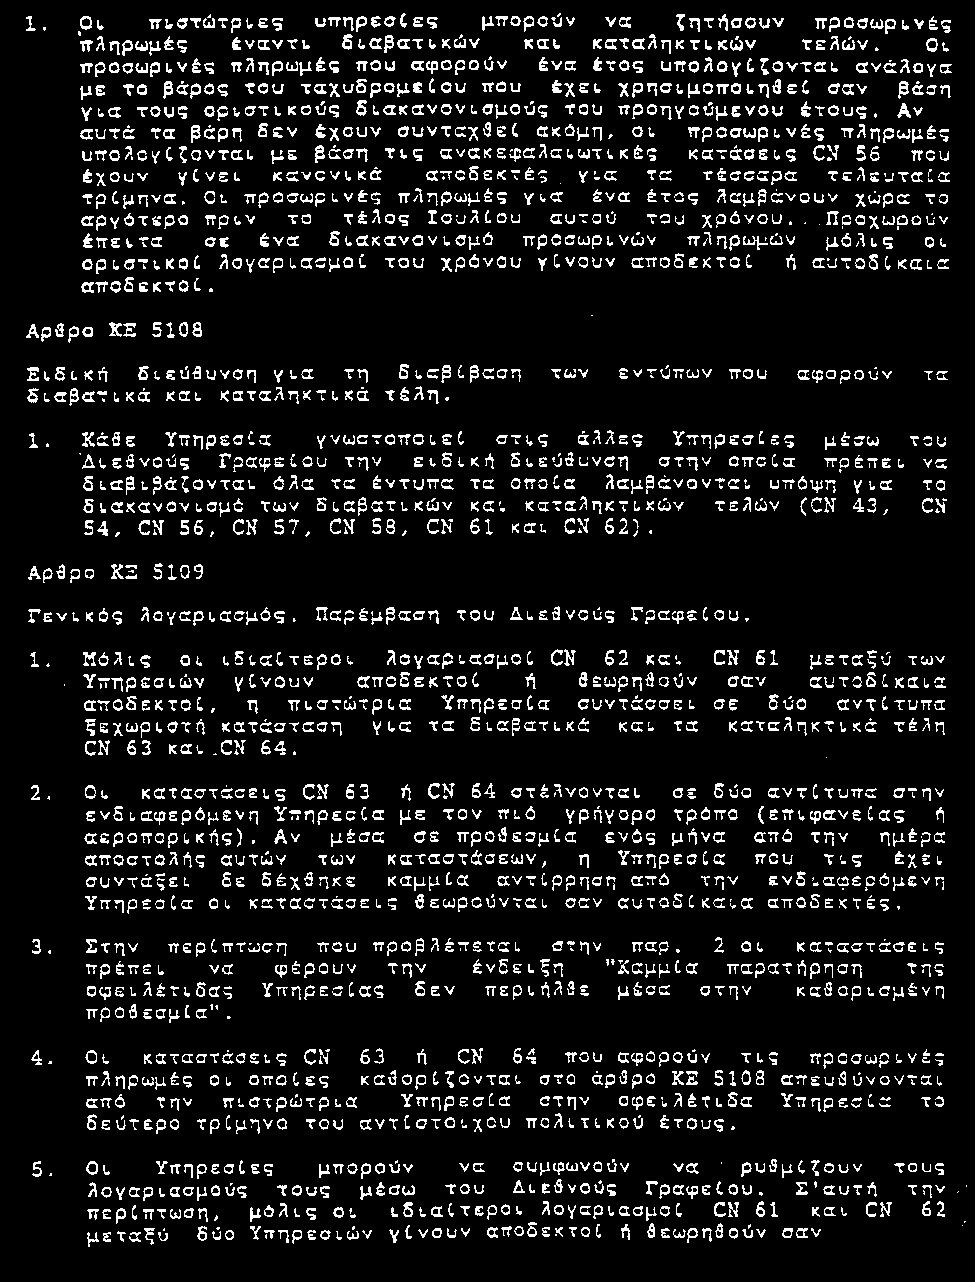 1. Οι πιστώτριες υπηρεσίες μπορούν να ζητήσουν προσωρινές
πληρωμές έναντι διαβατικών και καταληκτικών τελών. Οι
προσωρινές πληρωμές που αφορούν ένα έτος υπολογίζονται ανάλογα
με το βάρος του ταχυδρομείου που έχει χρησιμοποιηθεί σαν βάση
για τους οριστικούς διακανονισμούς του προηγούμενου έτους. Αν
αυτά τα βάρη δεν έχουν συνταχθεί ακόμη, οι προσωρινές πληρωμές
υπολογίζονται με βάση τις ανακεφαλαιωτικές κατάσεις CN 56 που
έχουν γίνει κανονικά αποδεκτές για τα τέσσαρα τελευταία
τρίμηνα. Οι προσωρινές πληρωμές για ένα έτος λαμβάνουν χώρα το
αργότερο πριν το τέλος Ιουλίου αυτού του χρόνου. Προχωρούν
έπειτα σε ένα διακανονισμό προσωρινών πληρωμών μόλις οι
οριστικοί λογαριασμοί του χρόνου γίνουν αποδεκτοί ή αυτοδίκαια
αποδεκτοί.
Αρθρο ΚΕ 5108
Ειδική διεύθυνση για τη διαβίβαση των εντύπων που αφορούν τα
διαβατικά και καταληκτικά τέλη.
1. Κάθε Υπηρεσία γνωστοποιεί στις άλλες Υπηρεσίες μέσω του
Διεθνούς Γραφείου την ειδική διεύθυνση στην οποία πρέπει να
διαβιβάζονται όλα τα έντυπα τα οποία λαμβάνονται υπόψη για το
διακανονισμό των διαβατικών και καταληκτικών τελών (CN 43, CN
54, CN 56, CN 57, CN 58, CN 61 και CN 62).
Αρθρο ΚΕ 5109
Γενικός λογαριασμός. Παρέμβαση του Διεθνούς Γραφείου.
1. Μόλις οι ιδιαίτεροι λογαριασμοί CN 62 και CN 61 μεταξύ των
Υπηρεσιών γίνουν αποδεκτοί ή θεωρηθούν σαν αυτοδίκαια
αποδεκτοί, η πιστώτρια Υπηρεσία συντάσσει σε δύο αντίτυπα
ξεχωριστή κατάσταση για τα διαβατικά και τα καταληκτικά τέλη
CN 63 και CN 64.
2. Οι καταστάσεις CN 63 ή CN 64 στέλνονται σε δύο αντίτυπα στην
ενδιαφερόμενη Υπηρεσία με τον πιό γρήγορο τρόπο (επιφανείας ή
αεροπορικής). Αν μέσα σε προθεσμία ενός μήνα από την ημέρα
αποστολής αυτών των καταστάσεων, η Υπηρεσία που τις έχει
συντάξει δε δέχθηκε καμμία αντίρρηση από την ενδιαφερόμενη
Υπηρεσία οι καταστάσεις θεωρούνται σαν αυτοδίκαια αποδεκτές.
3. Στην περίπτωση που προβλέπεται στην παρ. 2 οι καταστάσεις
πρέπει να φέρουν την ένδειξη "Καμμία παρατήρηση της
οφειλέτιδας Υπηρεσίας δεν περιήλθε μέσα στην καθορισμένη
προθεσμία".
4. Οι καταστάσεις CN 63 ή CN 64 που αφορούν τις προσωρινές
πληρωμές οι οποίες καθορίζονται στο άρθρο ΚΕ 5108 απευθύνονται
από την πιστρώτρια Υπηρεσία στην οφειλέτιδα Υπηρεσία το
δεύτερο τρίμηνο του αντίστοιχου πολιτικού έτους.
5. Οι Υπηρεσίες μπορούν να συμφωνούν να ρυθμίζουν τους
λογαριασμούς τους μέσω του Διεθνούς Γραφείου. Σ'αυτή την
περίπτωση, μόλις οι ιδιαίτεροι λογαριασμοί CN 61 και CN 62
μεταξύ δύο Υπηρεσιών γίνουν αποδεκτοί ή θεωρηθούν σαν